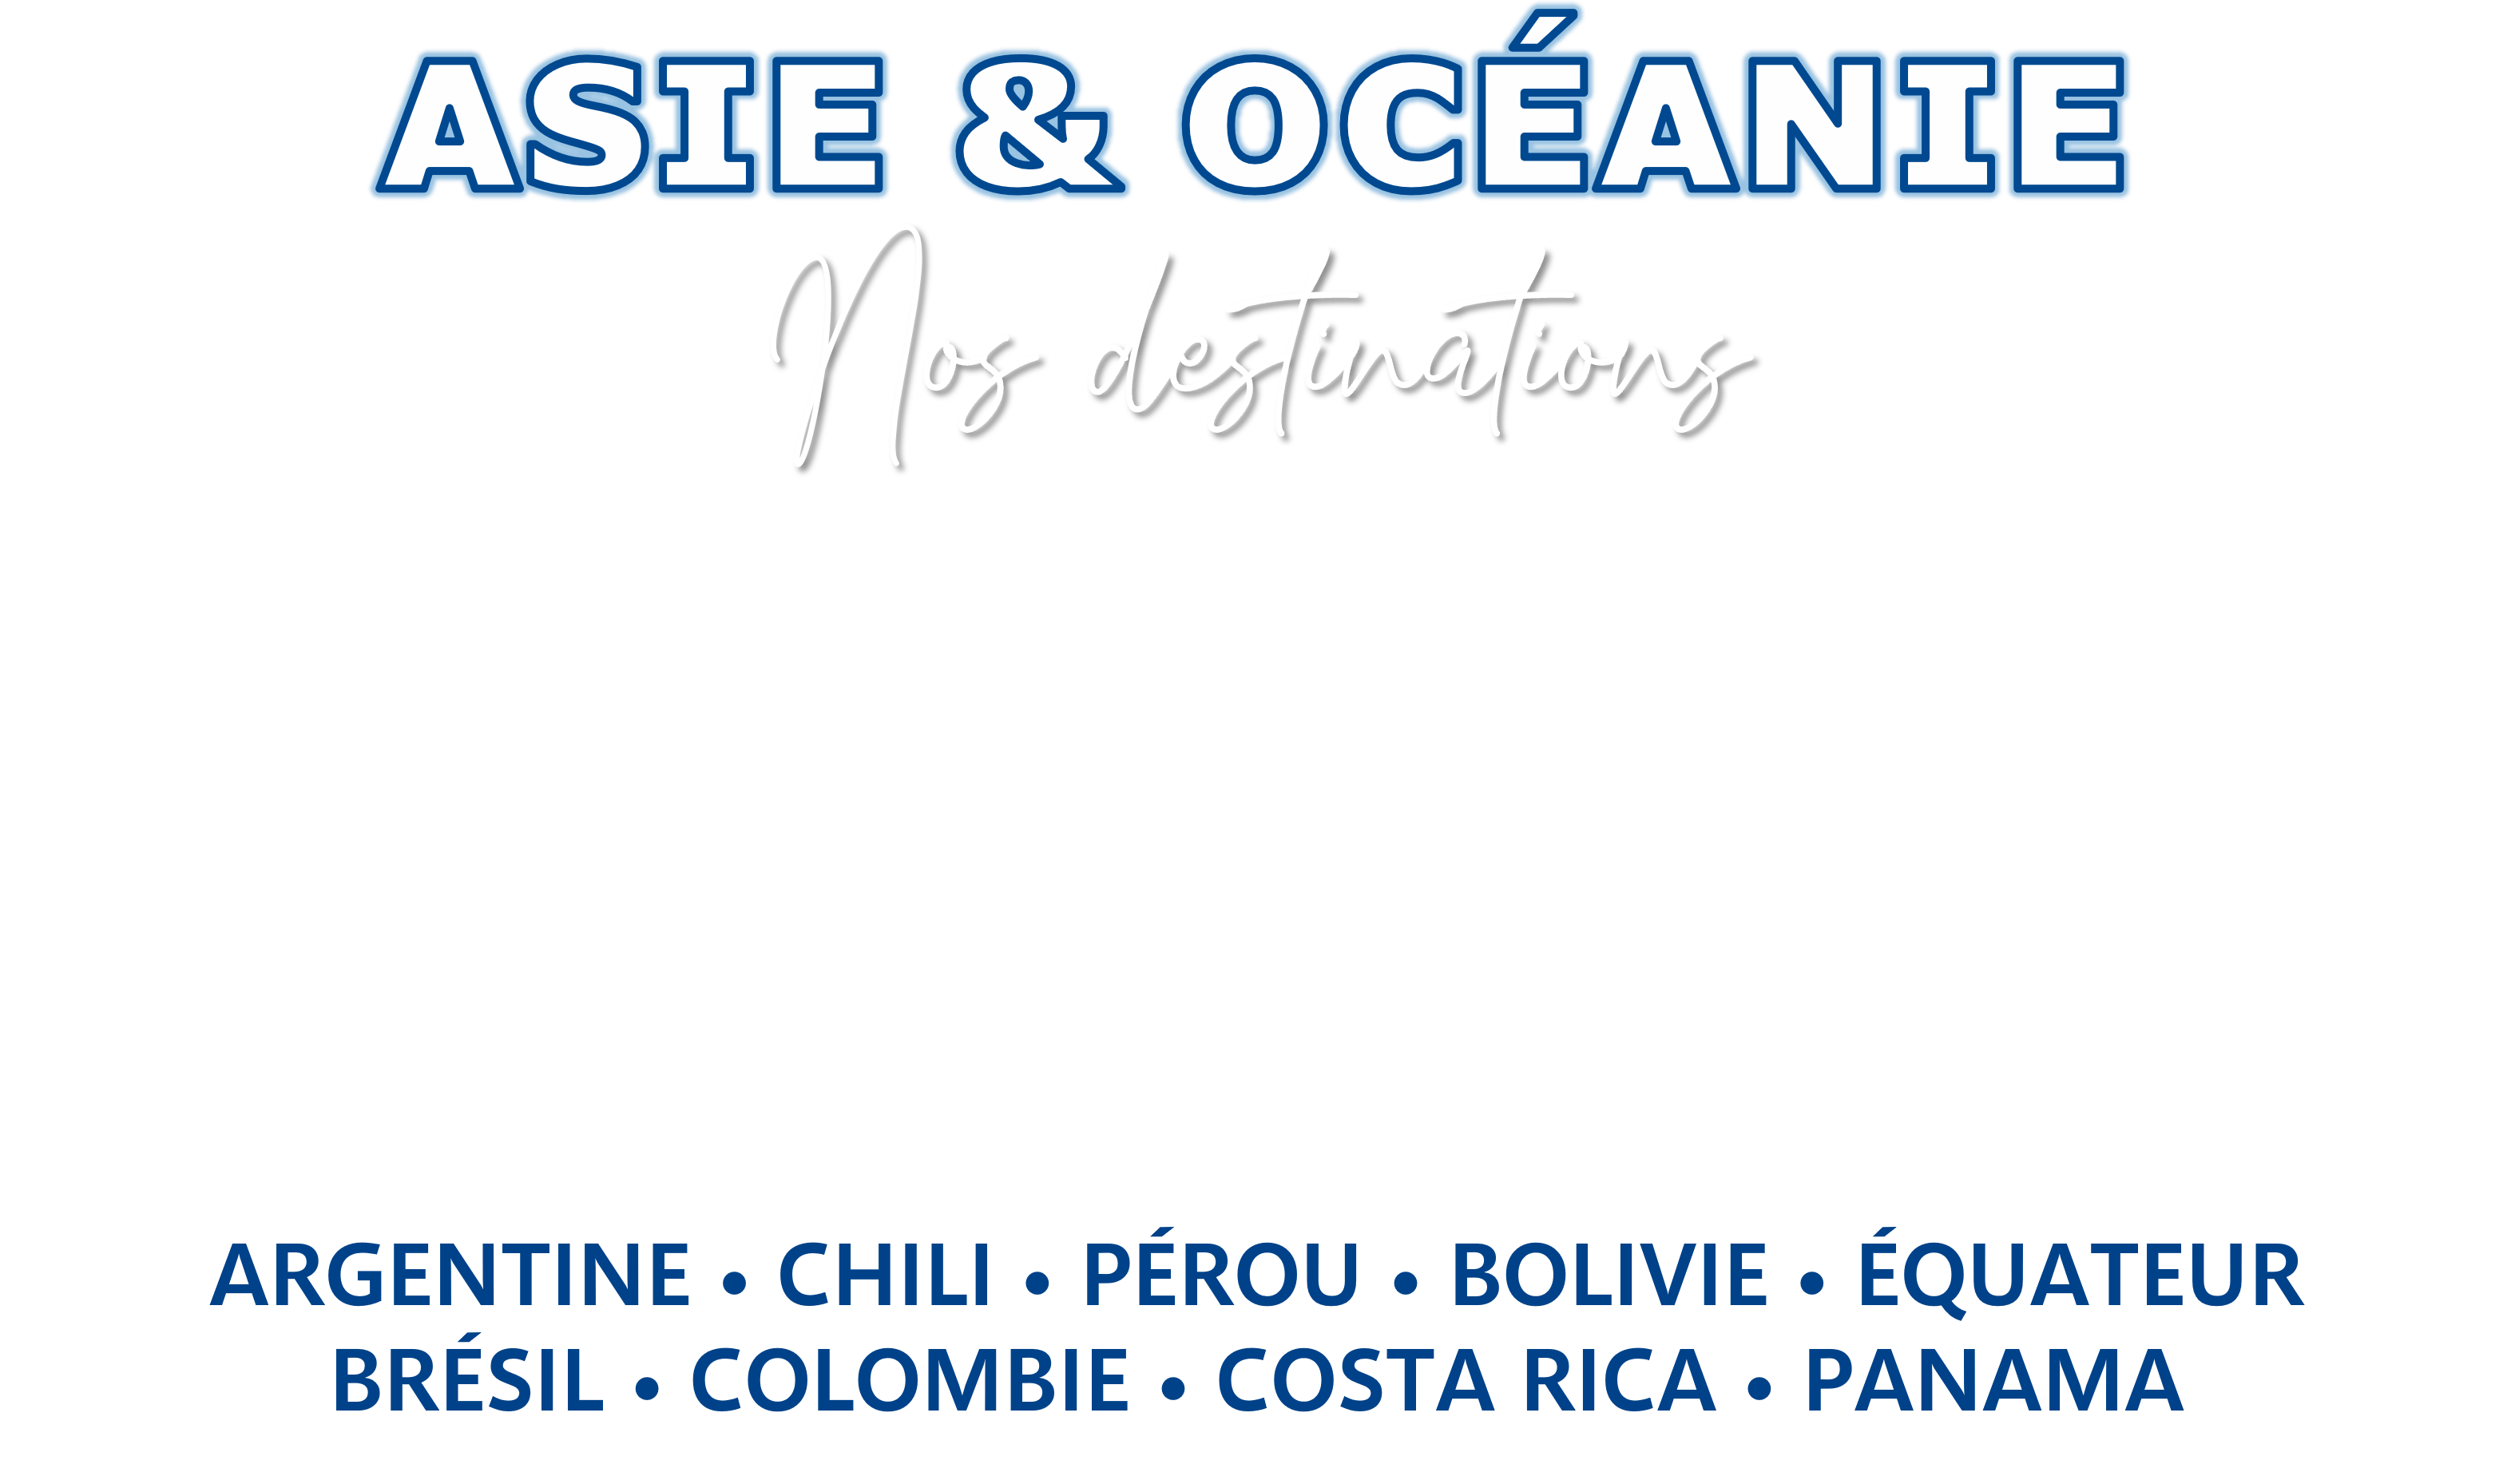 ASIE & OCÉANIE
Nos destinations
ARGENTINE • CHILI • PÉROU • BOLIVIE • ÉQUATEUR
BRÉSIL • COLOMBIE • COSTA RICA • PANAMA